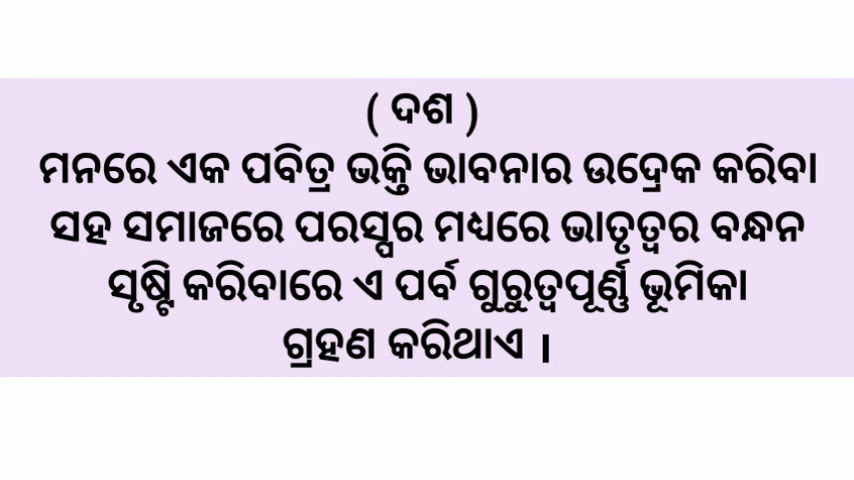 ( ଦଶ )
ମନରେ ଏକ ପବିତ୍ର ଭକ୍ତି ଭାବନାର ଉଦ୍ରେକ କରିବା
ସହ ସମାଜରେ ପରସ୍ପର ମଧ୍ୟରେ ଭାତୃତ୍ୱର ବନ୍ଧନ
ସୃଷ୍ଟି କରିବାରେ ଏ ପର୍ବ ଗୁରୁତ୍ୱପୂର୍ଣ୍ଣ ଭୂମିକା
ଗ୍ରହଣ କରିଥାଏ ।